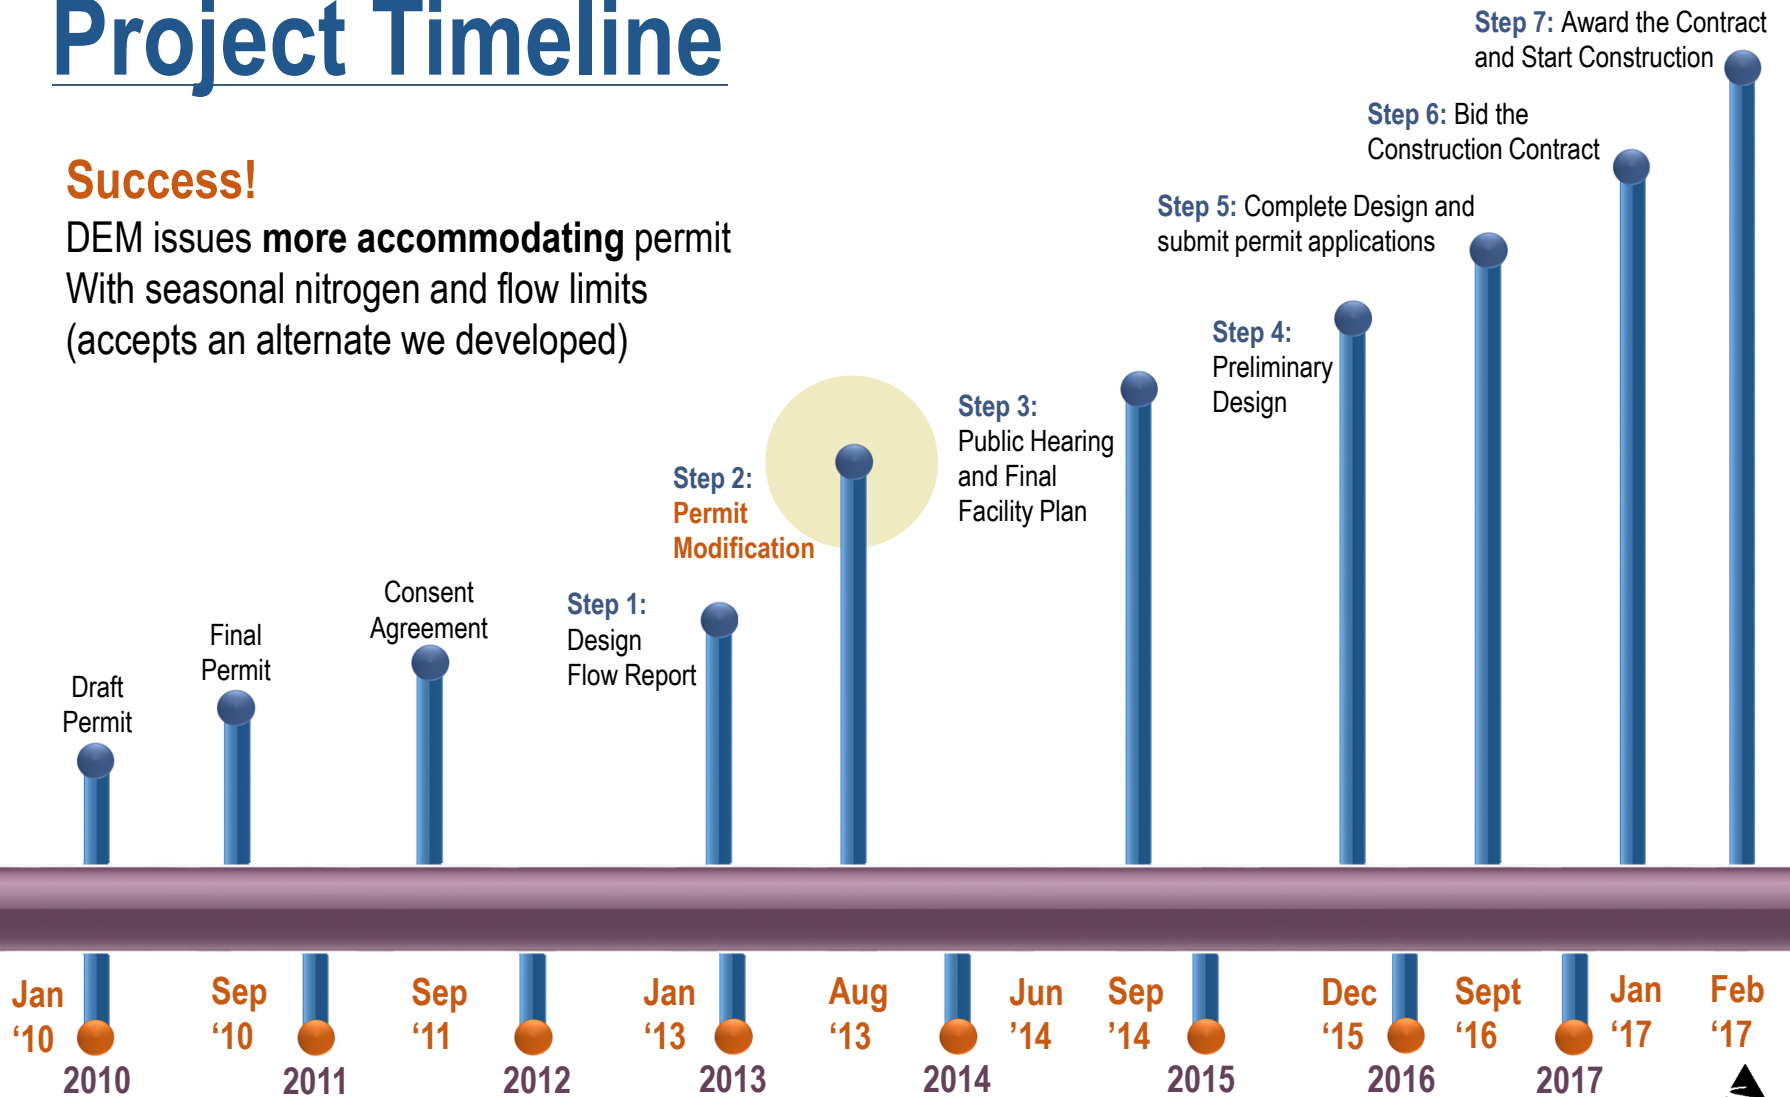 Project Timeline
Success!
DEM issues more accommodating permit
With seasonal nitrogen and flow limits
(accepts an alternate we developed)
Draft
Permit
Final
Permit
Consent
Agreement
Step 1:
Design
Flow Report
Step 2:
Permit
Modification
Step 3:
Public Hearing
and Final
Facility Plan
Step 4:
Preliminary
Design
Step 5: Complete Design and
submit permit applications
Step 6: Bid the
Construction Contract
Step 7: Award the Contract
and Start Construction
Jan
‘10
Sep
‘10
Sep
‘11
Jan
‘13
Aug
‘13
Jun
’14
Sep
’14
Dec
‘15
Sept
‘16
Jan
‘17
Feb
‘17
2010
2011
2012
2013
2014
2015
2016
2017